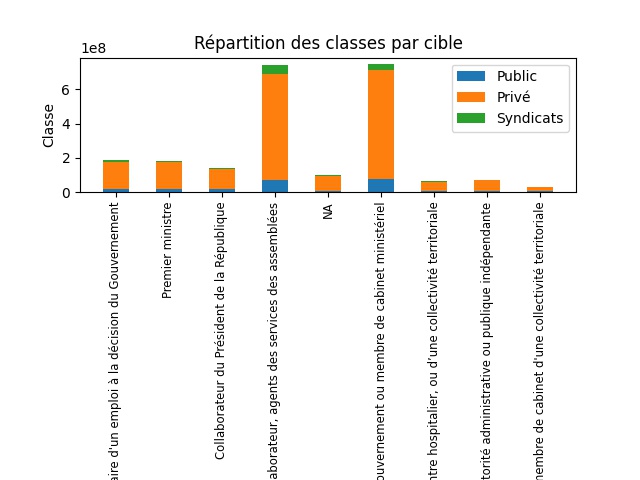 Répartition des classes par cible
1e8
Classe
6
4
2
0
Public
Privé
Syndicats
aire d'un emploi à la décision du Gouvernement
Premier ministre
Collaborateur du Président de la République
aborateur, agents des services des assemblées
NA
ouvernement ou membre de cabinet ministériel
ntre hospitalier, ou d'une collectivité territoriale
torité administrative ou publique indépendante
membre de cabinet d'une collectivité territoriale